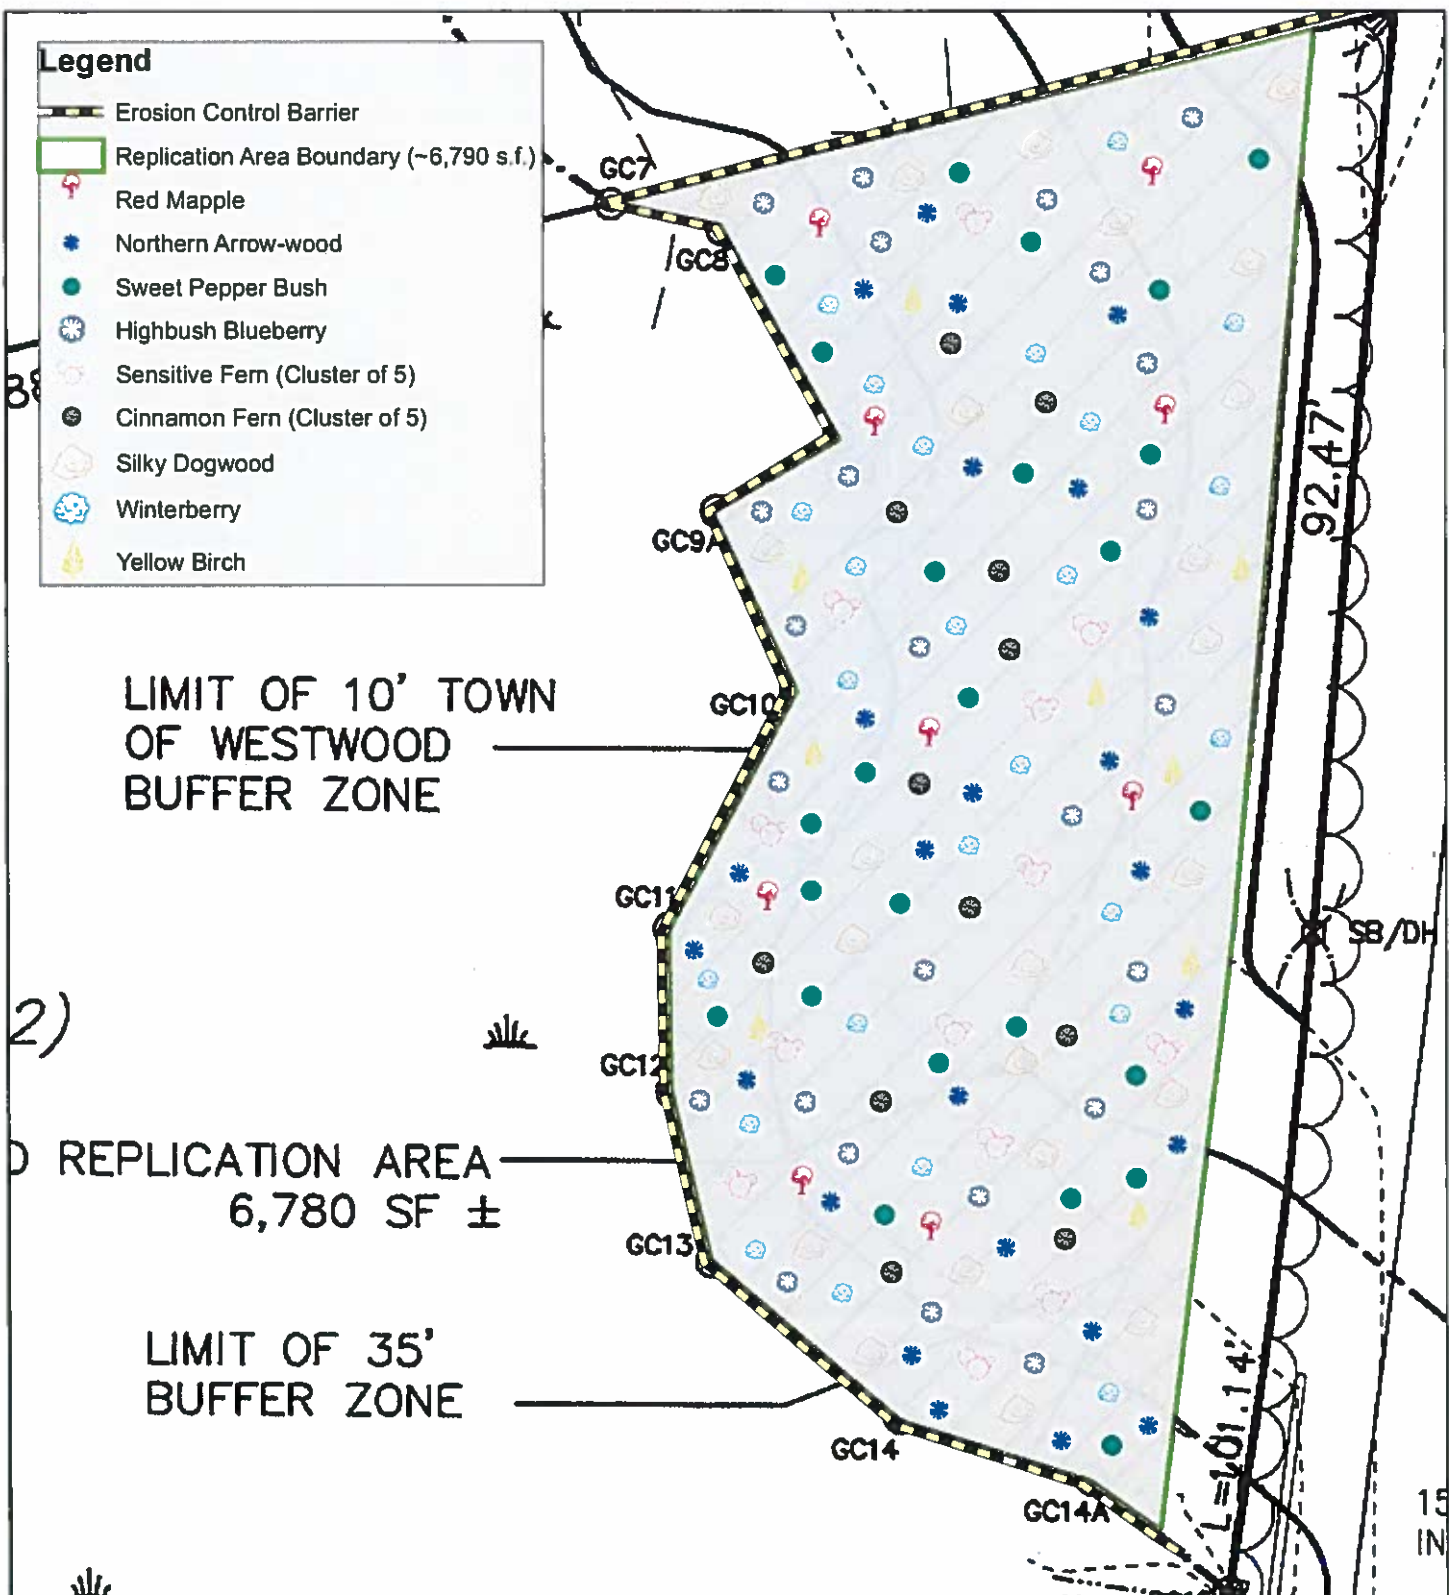 Legend
Erosion Control Barrier
Replication Area Boundary (~6,790 s.f.)
Red Mapple
Northern Arrow-wood
Sweet Pepper Bush
Highbush Blueberry
Sensitive Fern (Cluster of 5)
Cinnamon Fern (Cluster of 5)
Silky Dogwood
Winterberry
Yellow Birch
GC7
GC8
GC9A
92.47'
LIMIT OF 10' TOWN
OF WESTWOOD
BUFFER ZONE
GC10
GC11
SB/DH
2)
GC12
REPLICATION AREA
6,780 SF ±
GC13
LIMIT OF 35'
BUFFER ZONE
GC14
GC14A
L=101.14'
15
IN